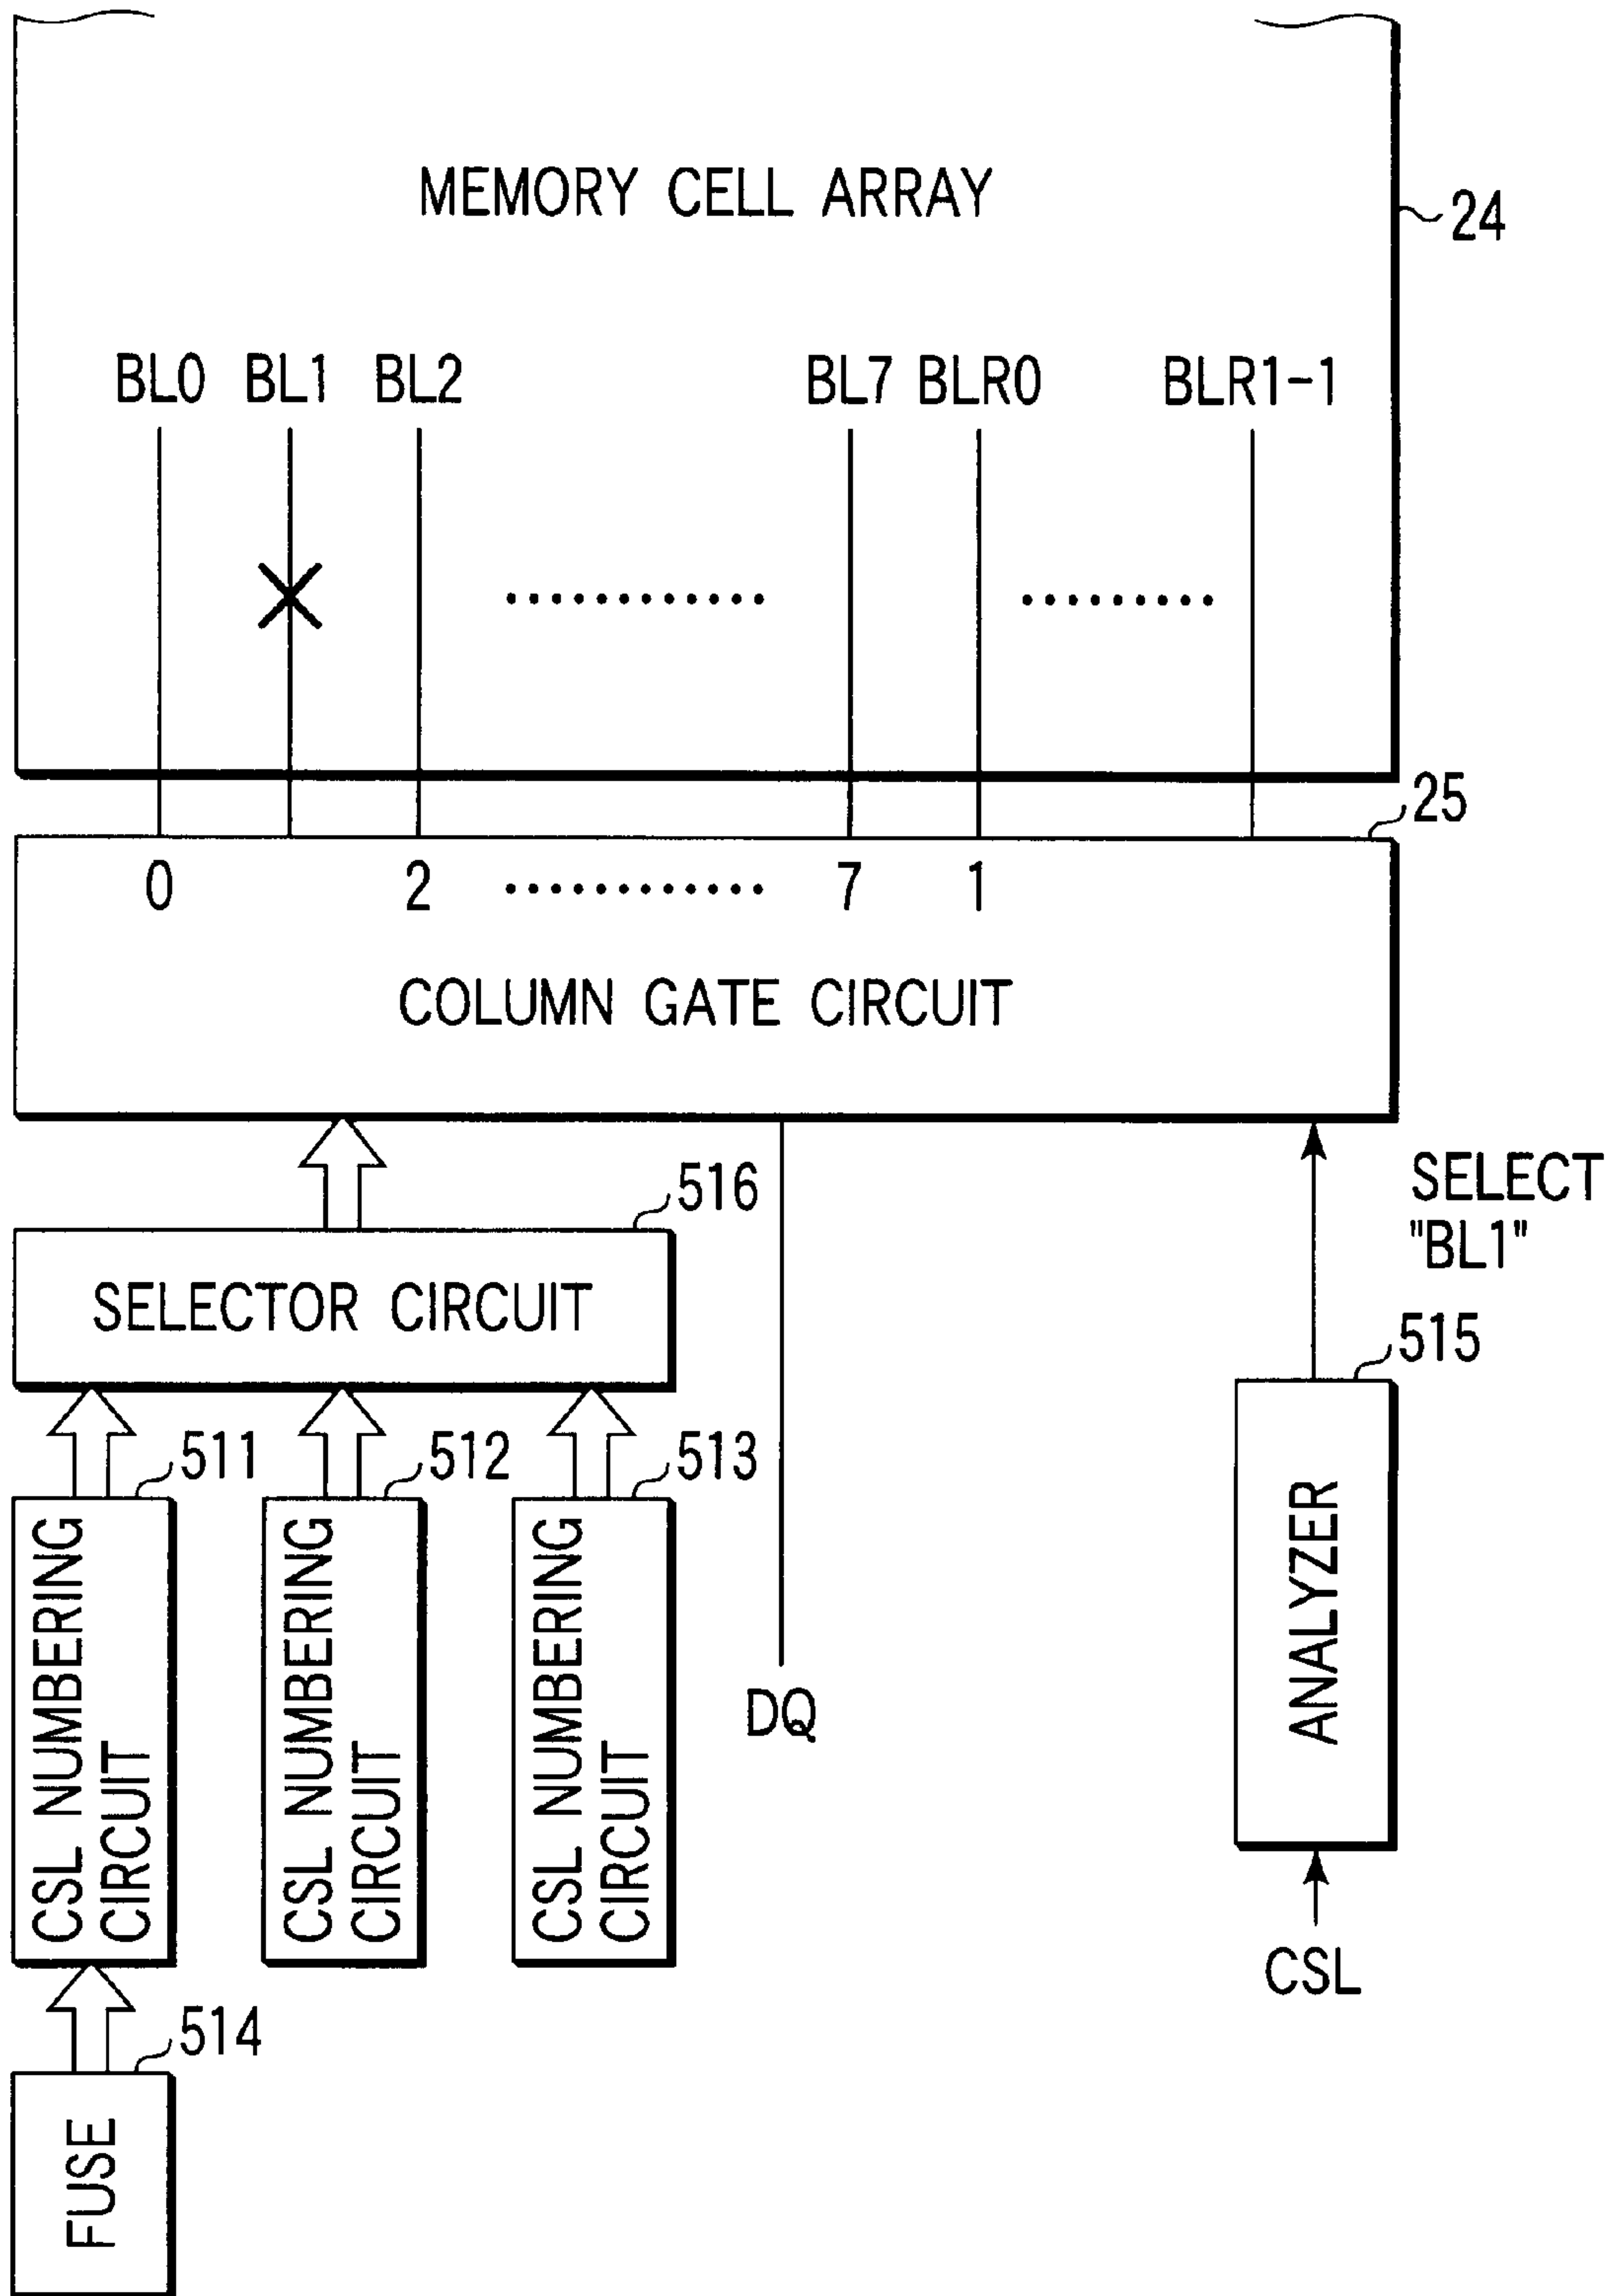 MEMORY CELL ARRAY
24
BL0 BL1 BL2 BL7 BLR0 BLR1-1
25
0 2 ............ 7 1
COLUMN GATE CIRCUIT
516
SELECT
"BL1"
SELECTOR CIRCUIT
515
511 512 513
CSL NUMBERING
CIRCUIT
CSL NUMBERING
CIRCUIT
CSL NUMBERING
CIRCUIT
DQ
ANALYZER
CSL
514
FUSE